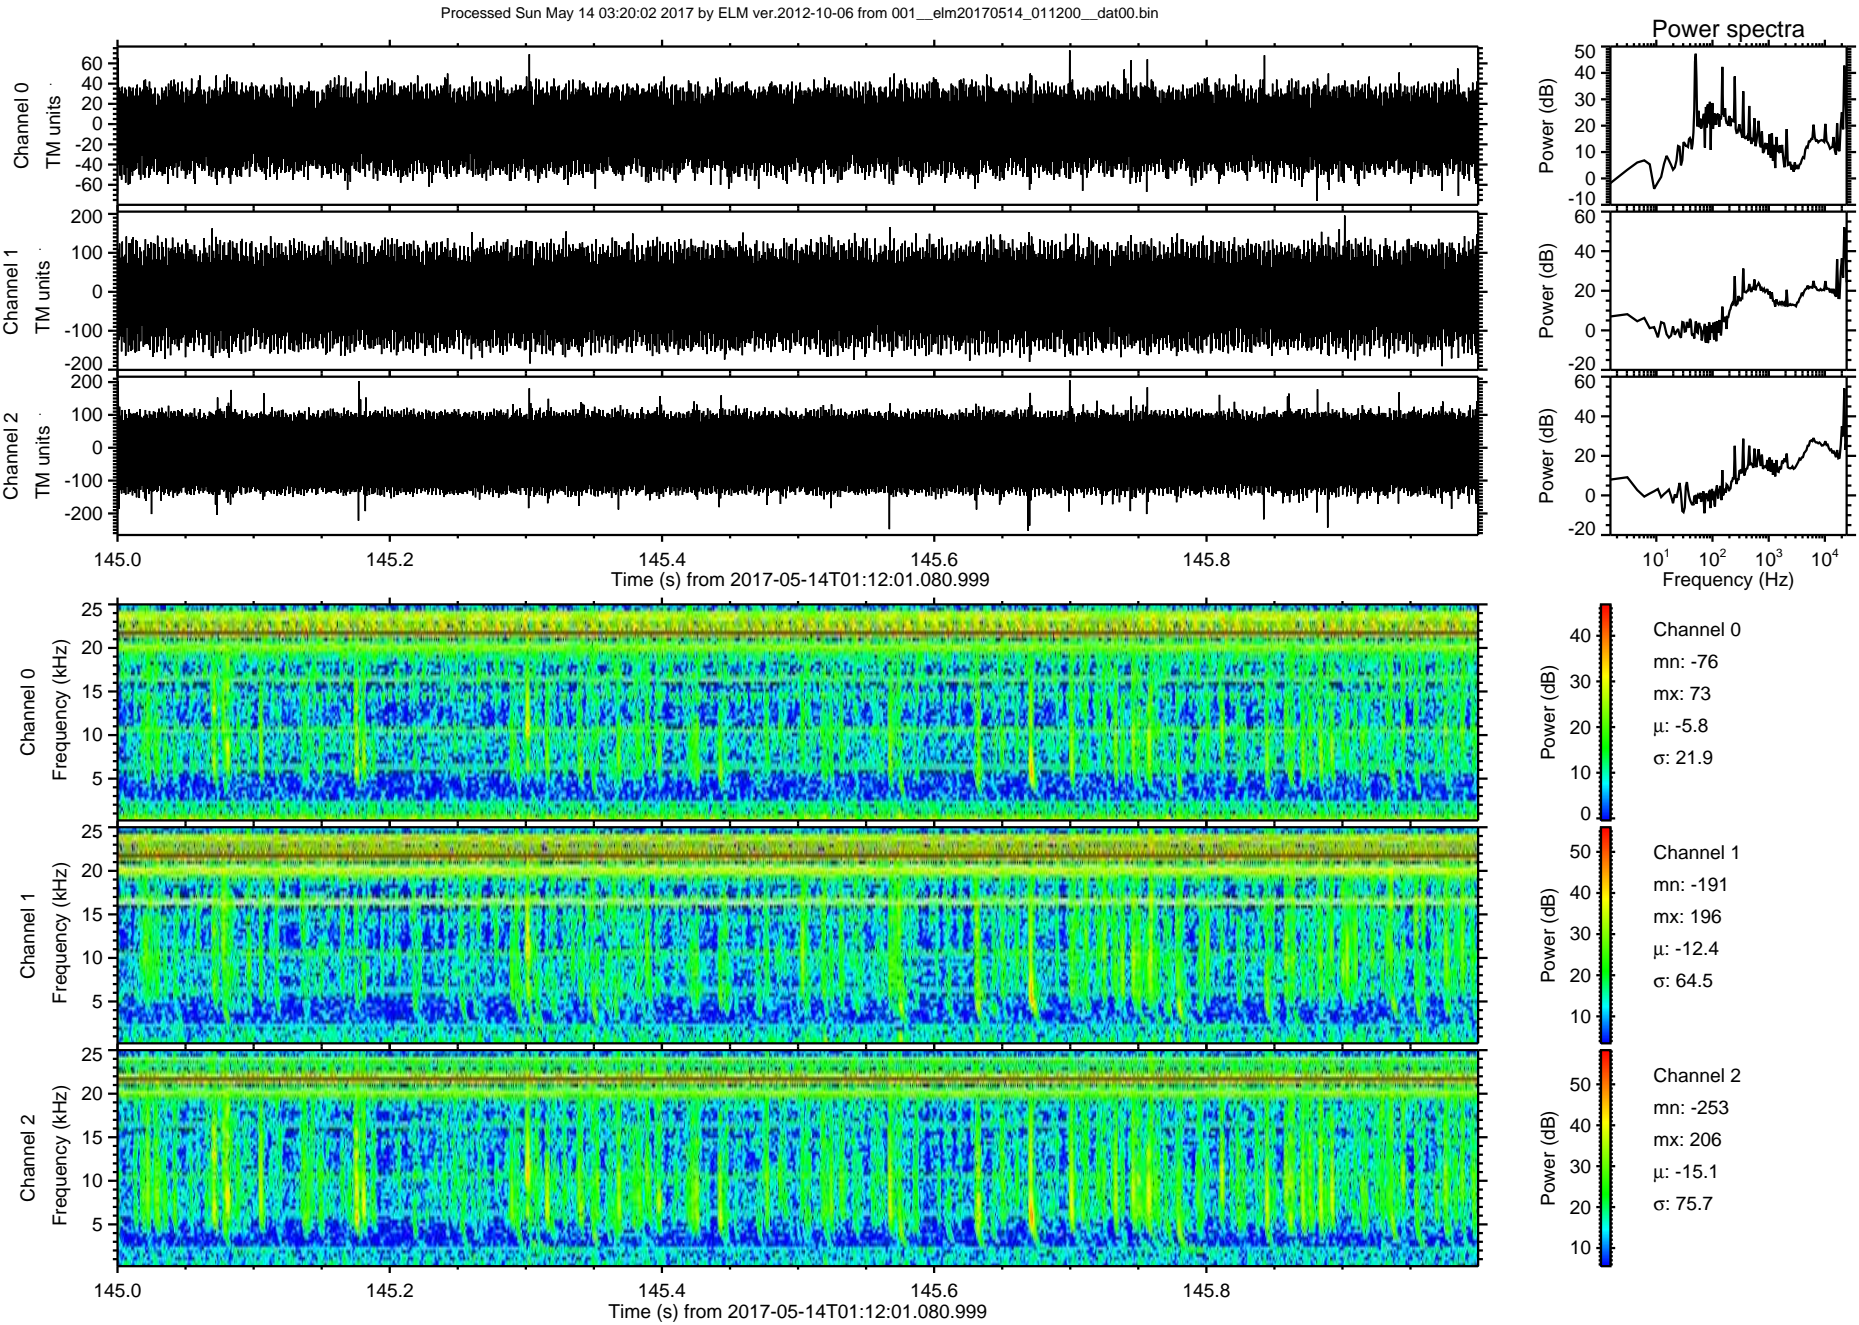 Processed Sun May 14 03:20:02 2017 by ELM ver.2012-10-06 from 001__elm20170514_011200__dat00.bin
Power spectra
Channel 0
TM units
60
40
20
0
-20
-40
-60
Power (dB)
50
40
30
20
10
0
-10
Channel 1
TM units
200
100
0
-100
-200
Power (dB)
60
40
20
0
-20
Channel 2
TM units
200
100
0
-100
-200
Power (dB)
60
40
20
0
-20
145.0 145.2 145.4 145.6 145.8
Time (s) from 2017-05-14T01:12:01.080.999
10^1 10^2 10^3 10^4
Frequency (Hz)
Channel 0
Frequency (kHz)
25
20
15
10
5
Power (dB)
40
30
20
10
0
Channel 0
mn: -76
mx: 73
μ: -5.8
σ: 21.9
Channel 1
Frequency (kHz)
25
20
15
10
5
Power (dB)
50
40
30
20
10
Channel 1
mn: -191
mx: 196
μ: -12.4
σ: 64.5
Channel 2
Frequency (kHz)
25
20
15
10
5
Power (dB)
50
40
30
20
10
Channel 2
mn: -253
mx: 206
μ: -15.1
σ: 75.7
145.0 145.2 145.4 145.6 145.8
Time (s) from 2017-05-14T01:12:01.080.999